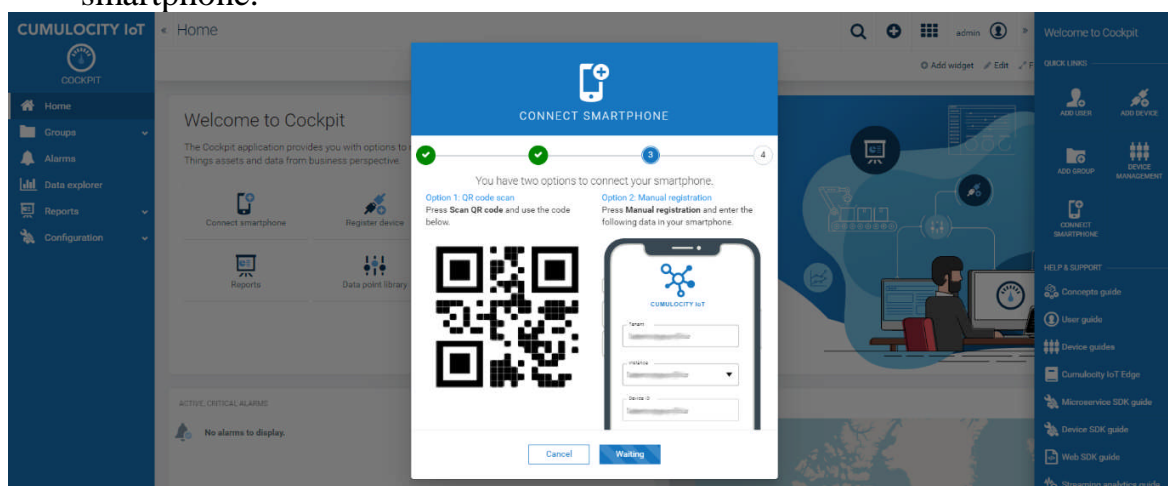 smartphone.
CUMULOCITY IoT
COCKPIT
Home
Groups
Alarms
Data explorer
Reports
Configuration
« Home
admin
»
Add widget Edit F
Welcome to Cockpit
The Cockpit application provides you with options to
Things assets and data from business perspective.
Connect smartphone
Register device
Reports
Data point library
ACTIVE, CRITICAL ALARMS
No alarms to display.
CONNECT SMARTPHONE
3 4
You have two options to connect your smartphone.
Option 1: QR code scan
Press Scan QR code and use the code
below.
Option 2: Manual registration
Press Manual registration and enter the
following data in your smartphone.
CUMULOCITY IoT
Tenant
Instance
Device ID
Cancel
Waiting
Welcome to Cockpit
QUICK LINKS
ADD USER
ADD DEVICE
ADD GROUP
DEVICE
MANAGEMENT
CONNECT
SMARTPHONE
HELP & SUPPORT
Concepts guide
User guide
Device guides
Cumulocity IoT Edge
Microservice SDK guide
Device SDK guide
Web SDK guide
Streaming analytics guide